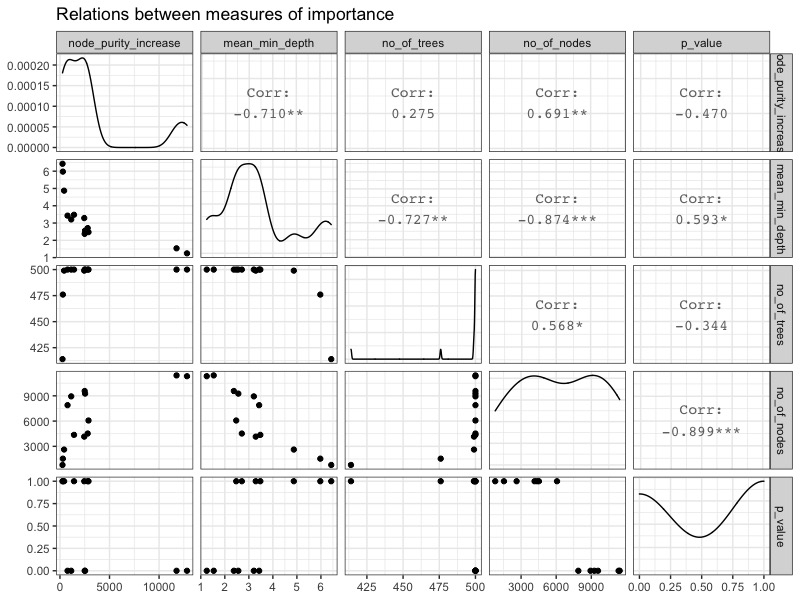 Relations between measures of importance
node_purity_increase mean_min_depth no_of_trees no_of_nodes p_value
0.00020
0.00015
0.00010
0.00005
0.00000
Corr:
-0.710**
Corr:
0.275
Corr:
0.691**
Corr:
-0.470
ode_purity_increas
6
5
4
3
2
1
Corr:
-0.727**
Corr:
-0.874***
Corr:
0.593*
mean_min_depth
500
475
450
425
Corr:
0.568*
Corr:
-0.344
no_of_trees
9000
6000
3000
Corr:
-0.899***
no_of_nodes
1.00
0.75
0.50
0.25
0.00
p_value
0 5000 10000 1 2 3 4 5 6 425 450 475 500 3000 6000 9000 0.00 0.25 0.50 0.75 1.00